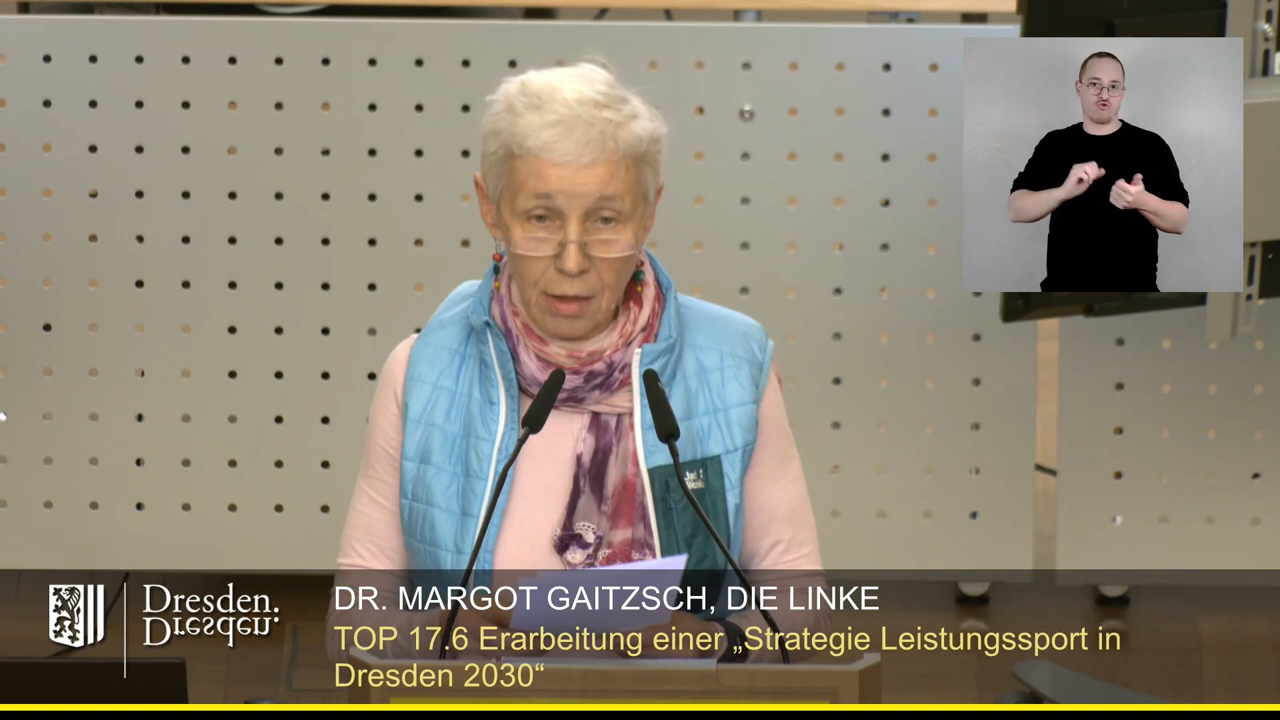 Dresden.
Dresden.
DR. MARGOT GAITZSCH, DIE LINKE
TOP 17.6 Erarbeitung einer „Strategie Leistungssport in
Dresden 2030“